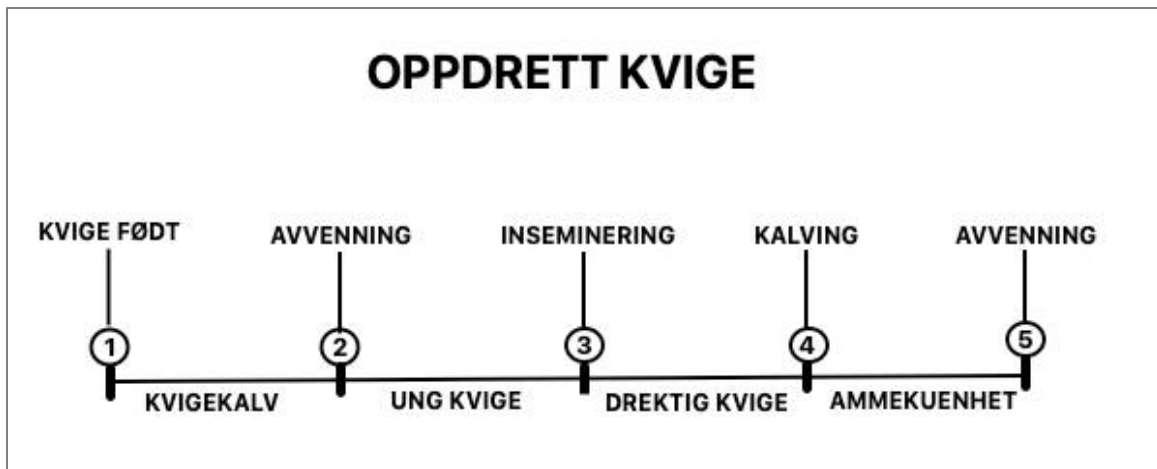 OPPDRETT KVIGE
KVIGE FØDT
AVVENNING
INSEMINERING
KALVING
AVVENNING
1
2
3
4
5
KVIGEKALV
UNG KVIGE
DREKTIG KVIGE
AMMEKUENHET